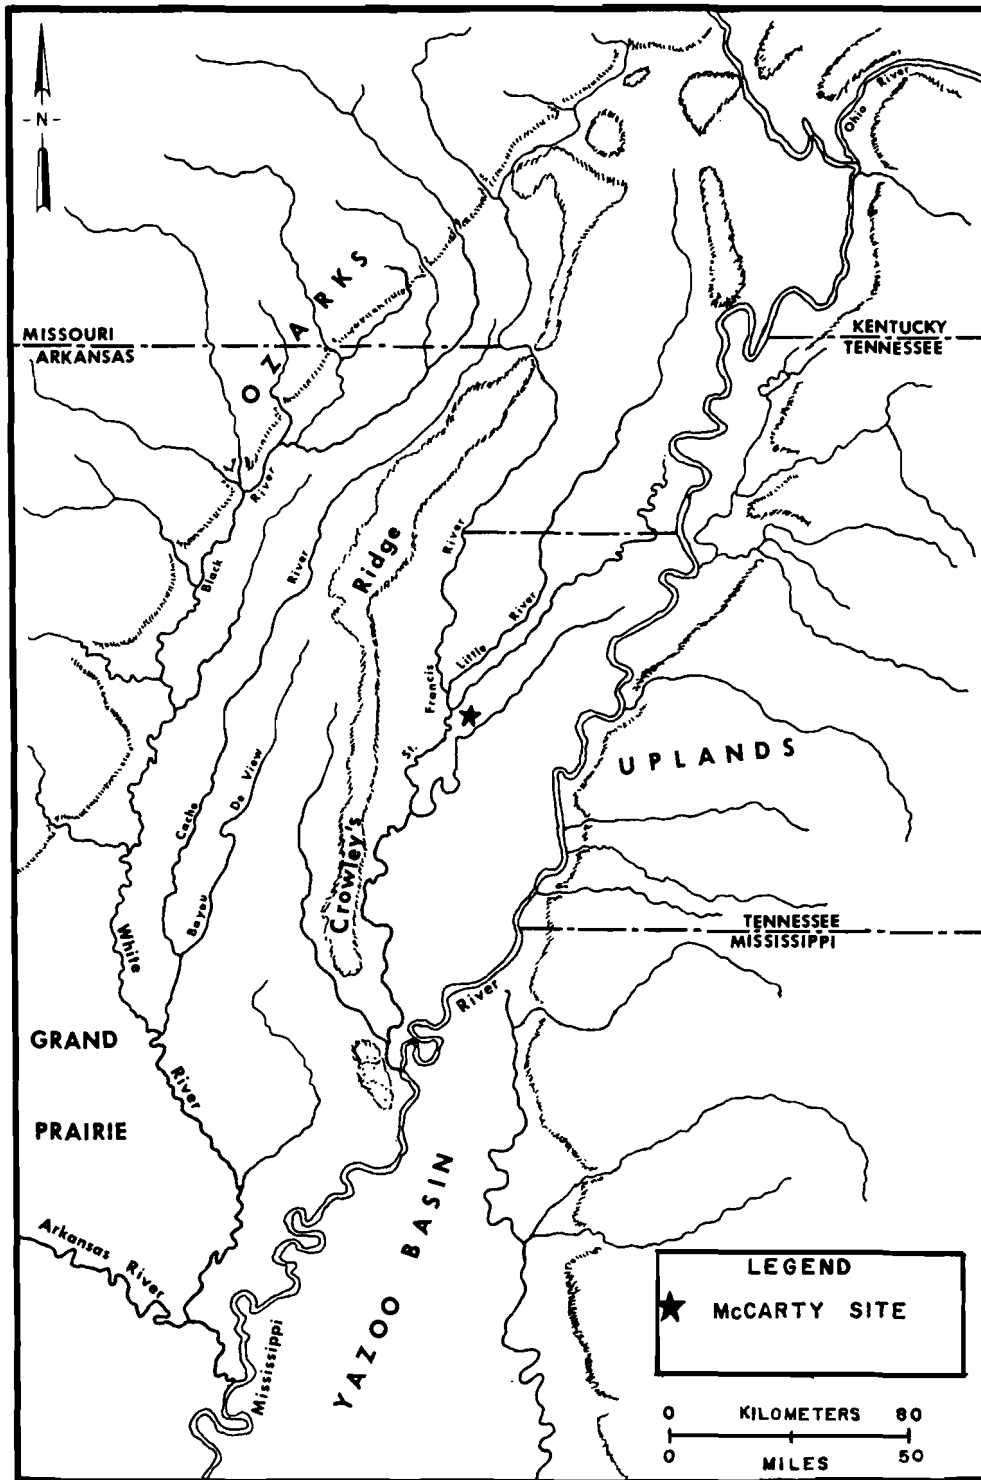 -N-
Ohio River
MISSOURI
ARKANSAS
KENTUCKY
TENNESSEE
OZARKS
Black River
River
Ridge
River
Little River
St. Francis
UPLANDS
Cache
Bayou De View
Crowley's
White
River
TENNESSEE
MISSISSIPPI
River
GRAND
PRAIRIE
Arkansas River
Mississippi
YAZOO BASIN
LEGEND
McCARTY SITE
0 KILOMETERS 80
0 MILES 50